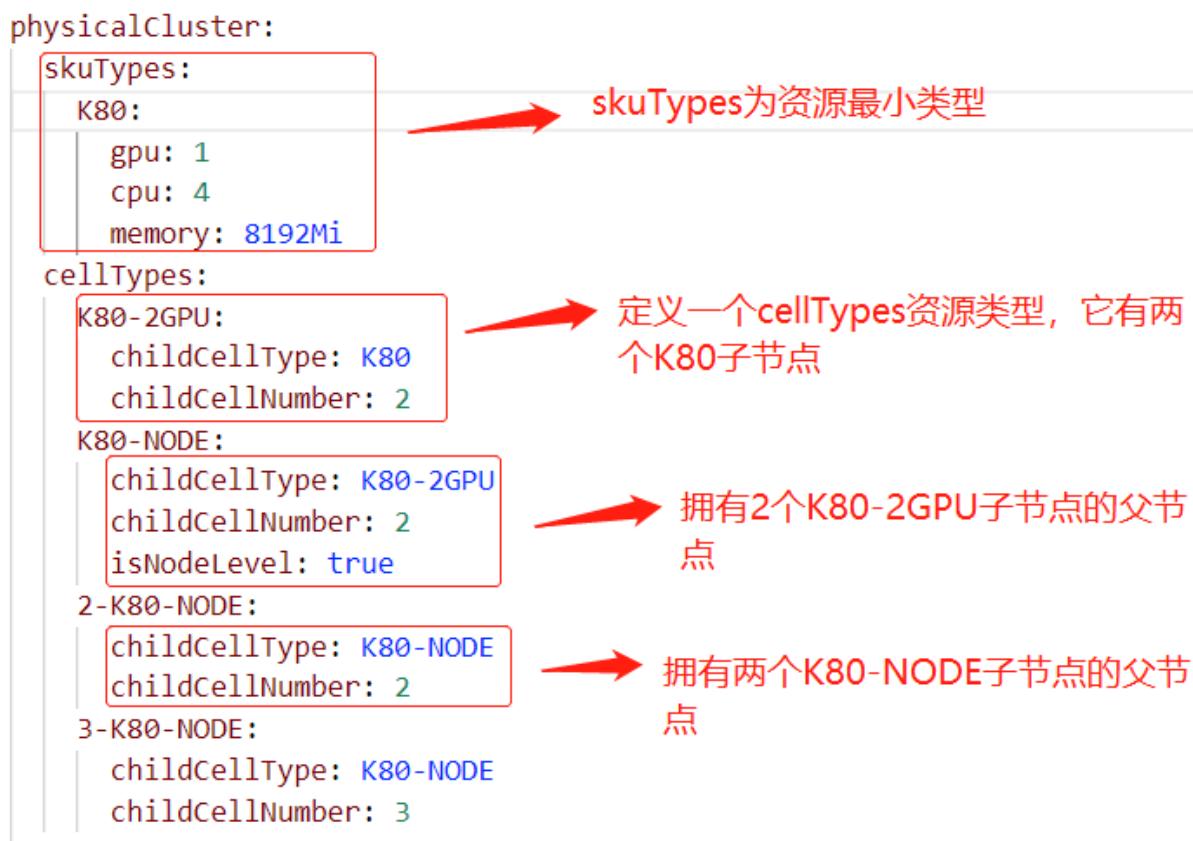 physicalCluster:
skuTypes:
K80:
skuTypes为资源最小类型
gpu: 1
cpu: 4
memory: 8192Mi
cellTypes:
K80-2GPU:
childCellType: K80
childCellNumber: 2
定义一个cellTypes资源类型，它有两
个K80子节点
K80-NODE:
childCellType: K80-2GPU
childCellNumber: 2
isNodeLevel: true
拥有2个K80-2GPU子节点的父节
点
2-K80-NODE:
childCellType: K80-NODE
childCellNumber: 2
拥有两个K80-NODE子节点的父节
点
3-K80-NODE:
childCellType: K80-NODE
childCellNumber: 3